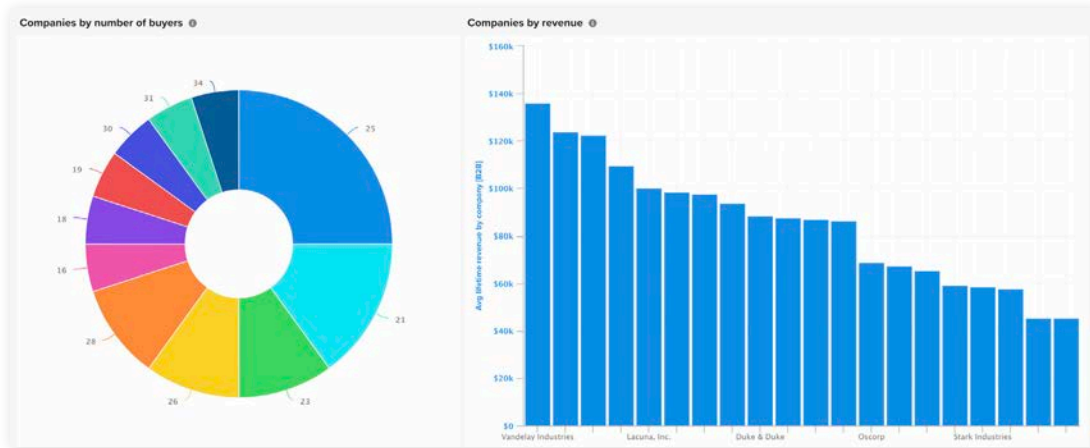 Companies by number of buyers
34
31
30
19
18
16
28
26
23
21
25
Companies by revenue
$160k
$140k
$120k
$100k
$80k
$60k
$40k
$20k
$0
Avg lifetime revenue by company [B2B]
Vandelay Industries
Lacuna, Inc.
Duke & Duke
Oscorp
Stark Industries